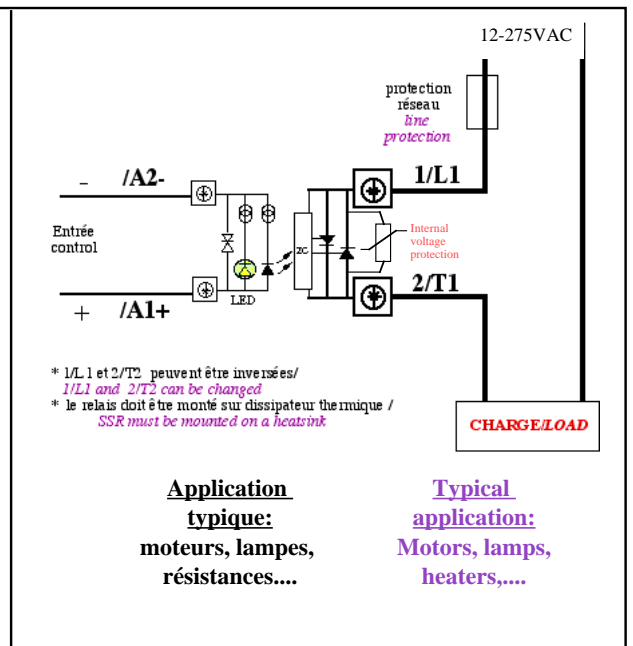 12-275VAC
protection
réseau
line
protection
/A2-
1/L1
-
Entrée
control
Internal
voltage
protection
ZC
LED
2/T1
+ /A1+
* 1/L1 et 2/T2 peuvent être inversées/
1/L1 and 2/T2 can be changed
* le relais doit être monté sur dissipateur thermique /
SSR must be mounted on a heatsink
CHARGE/LOAD
Application
typique:
moteurs, lampes,
résistances....
Typical
application:
Motors, lamps,
heaters,....